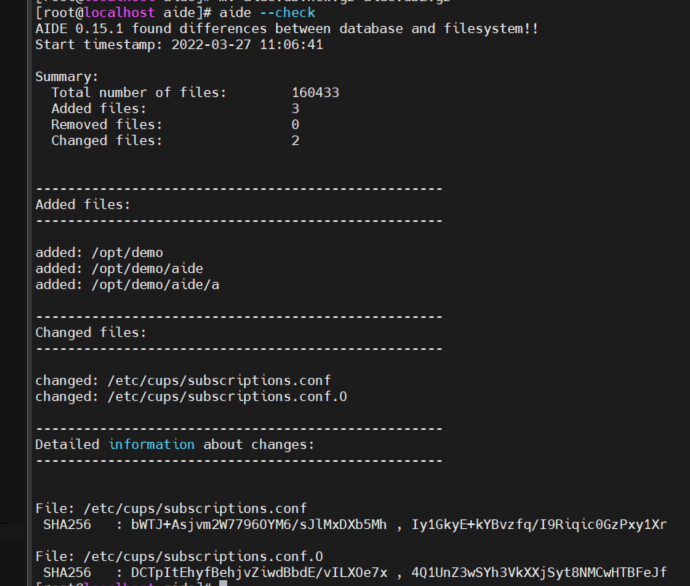 [root@localhost aide]# aide --check
AIDE 0.15.1 found differences between database and filesystem!!
Start timestamp: 2022-03-27 11:06:41
Summary:
Total number of files: 160433
Added files: 3
Removed files: 0
Changed files: 2
---------------------------------------------------
Added files:
---------------------------------------------------
added: /opt/demo
added: /opt/demo/aide
added: /opt/demo/aide/a
---------------------------------------------------
Changed files:
---------------------------------------------------
changed: /etc/cups/subscriptions.conf
changed: /etc/cups/subscriptions.conf.O
---------------------------------------------------
Detailed information about changes:
---------------------------------------------------
File: /etc/cups/subscriptions.conf
SHA256 : bWTJ+Asjvm2W7796OYM6/sJlMxDXb5Mh , Iy1GkyE+kYBvzfq/I9Riqic0GzPxy1Xr
File: /etc/cups/subscriptions.conf.O
SHA256 : DCTpItEhyfBehjvZiwdBbdE/vILXOe7x , 4Q1UnZ3wSYh3VkXXjSyt8NMCwHTBFeJf